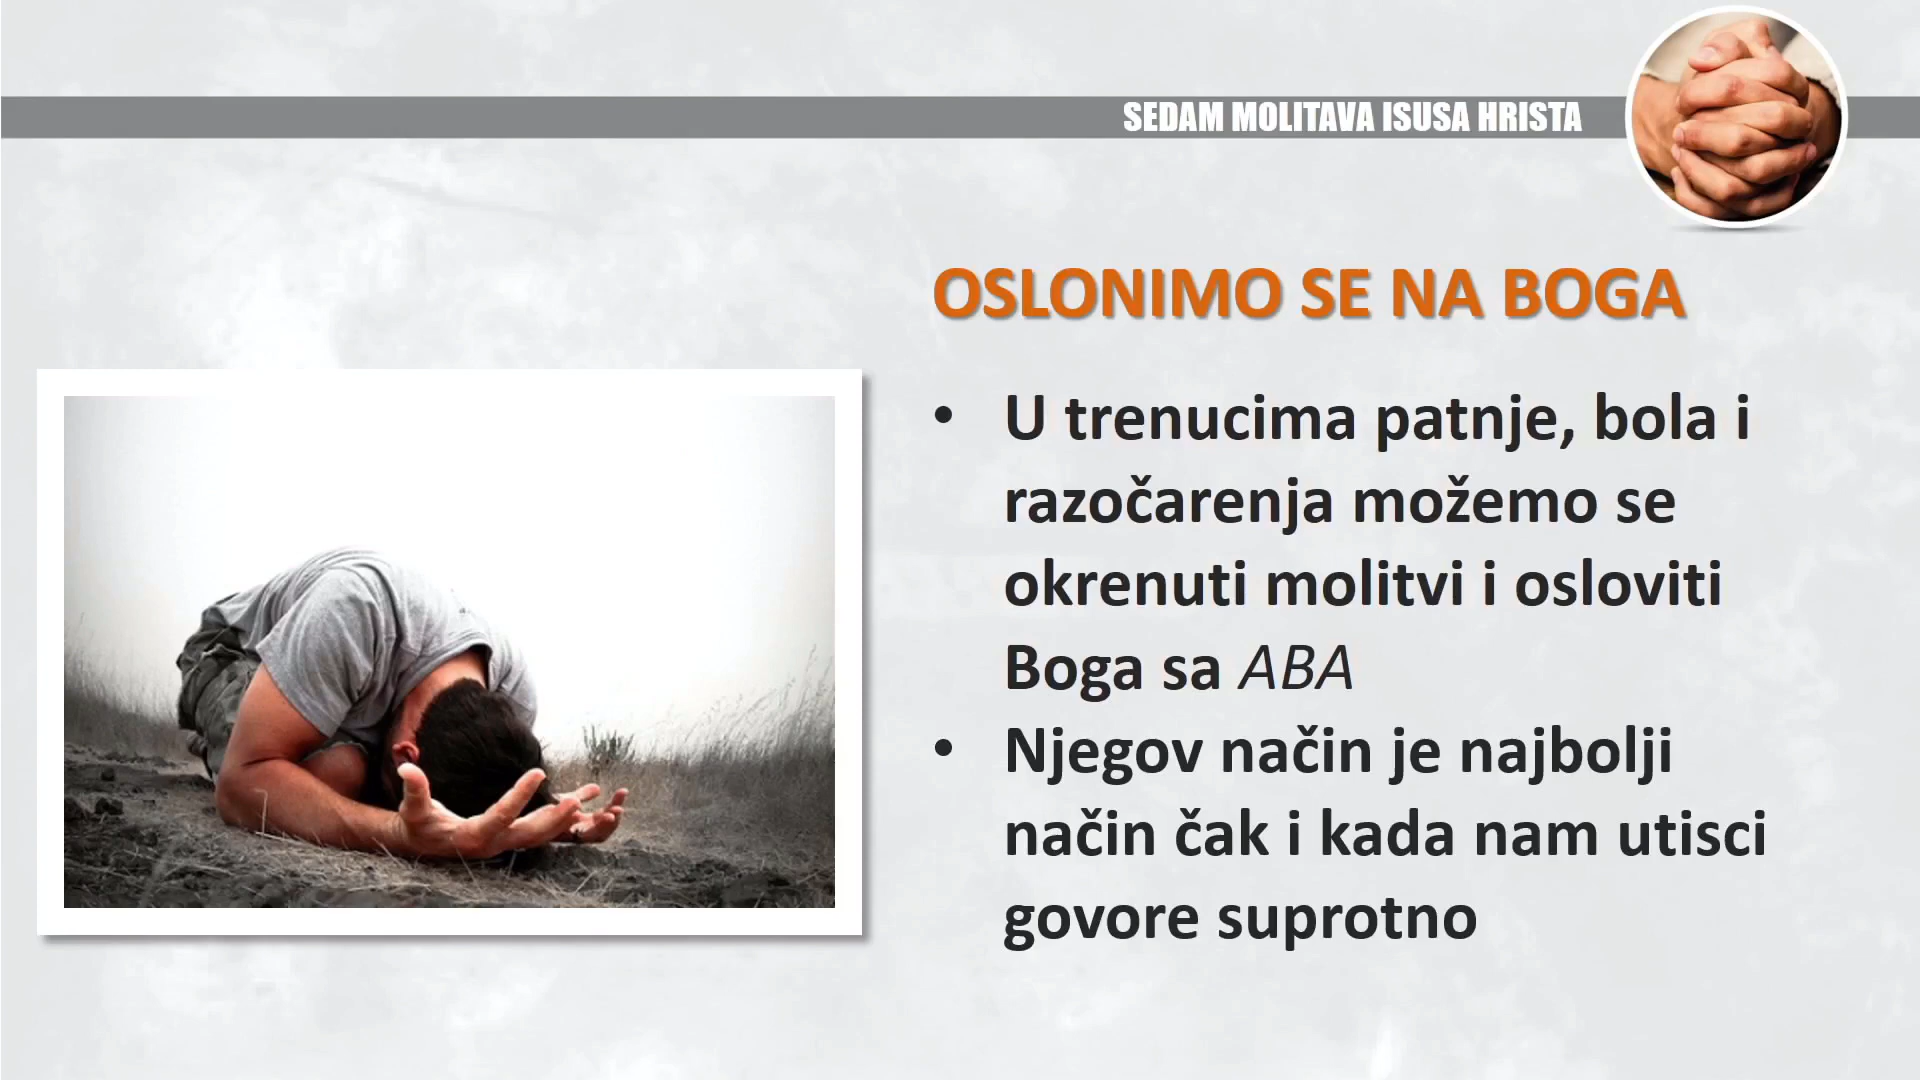 SEDAM MOLITAVA ISUSA HRISTA
OSLONIMO SE NA BOGA
• U trenucima patnje, bola i
razočarenja možemo se
okrenuti molitvi i osloviti
Boga sa ABA
• Njegov način je najbolji
način čak i kada nam utisci
govore suprotno